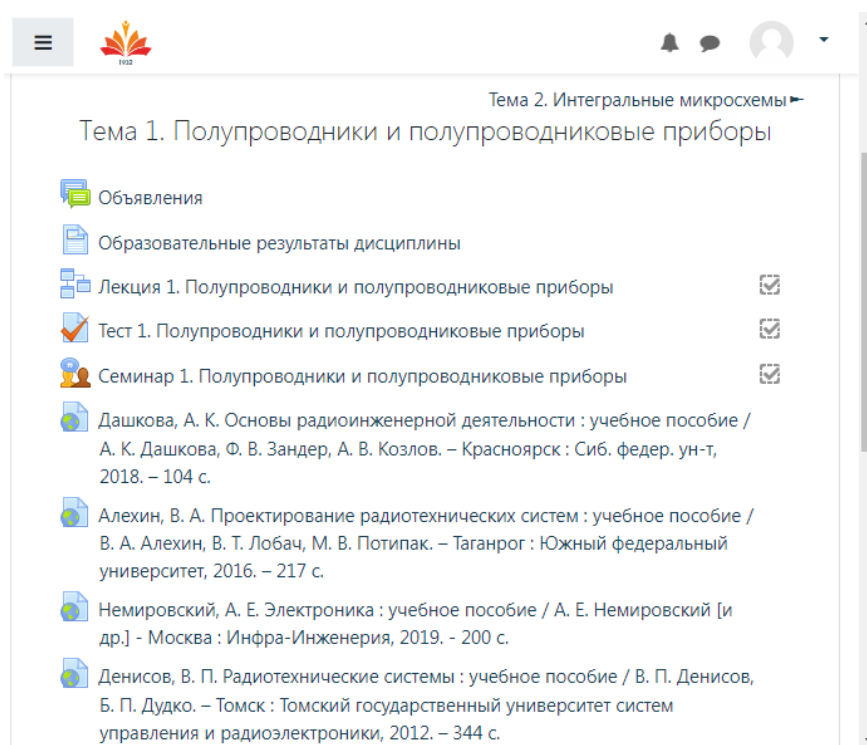 1932
Тема 2. Интегральные микросхемы►
Тема 1. Полупроводники и полупроводниковые приборы
Объявления
Образовательные результаты дисциплины
Лекция 1. Полупроводники и полупроводниковые приборы
Тест 1. Полупроводники и полупроводниковые приборы
Семинар 1. Полупроводники и полупроводниковые приборы
Дашкова, А. К. Основы радиоинженерной деятельности : учебное пособие /
А. К. Дашкова, Ф. В. Зандер, А. В. Козлов. – Красноярск : Сиб. федер. ун-т,
2018. – 104 с.
Алехин, В. А. Проектирование радиотехнических систем : учебное пособие /
В. А. Алехин, В. Т. Лобач, М. В. Потипак. – Таганрог : Южный федеральный
университет, 2016. – 217 с.
Немировский, А. Е. Электроника : учебное пособие / А. Е. Немировский [и
др.] - Москва : Инфра-Инженерия, 2019. - 200 с.
Денисов, В. П. Радиотехнические системы : учебное пособие / В. П. Денисов,
Б. П. Дудко. – Томск : Томский государственный университет систем
управления и радиоэлектроники, 2012. – 344 с.